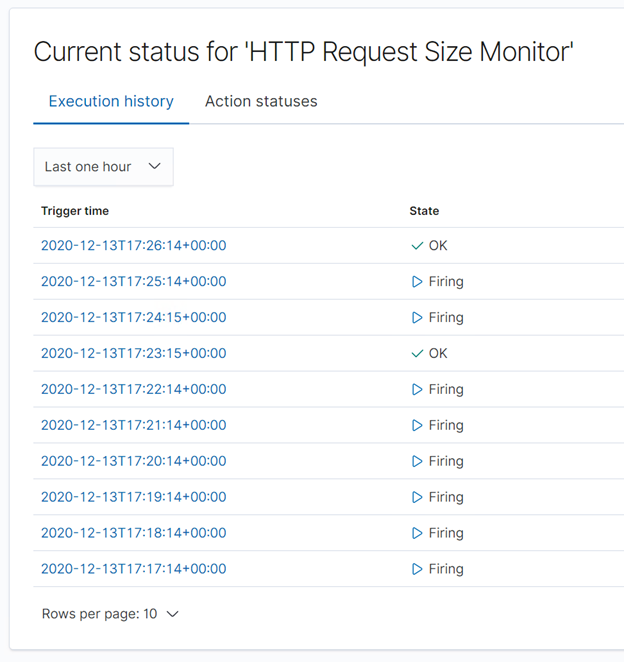 Current status for 'HTTP Request Size Monitor'
Execution history Action statuses
Last one hour
Trigger time State
2020-12-13T17:26:14+00:00 OK
2020-12-13T17:25:14+00:00 Firing
2020-12-13T17:24:15+00:00 Firing
2020-12-13T17:23:15+00:00 OK
2020-12-13T17:22:14+00:00 Firing
2020-12-13T17:21:14+00:00 Firing
2020-12-13T17:20:14+00:00 Firing
2020-12-13T17:19:14+00:00 Firing
2020-12-13T17:18:14+00:00 Firing
2020-12-13T17:17:14+00:00 Firing
Rows per page: 10